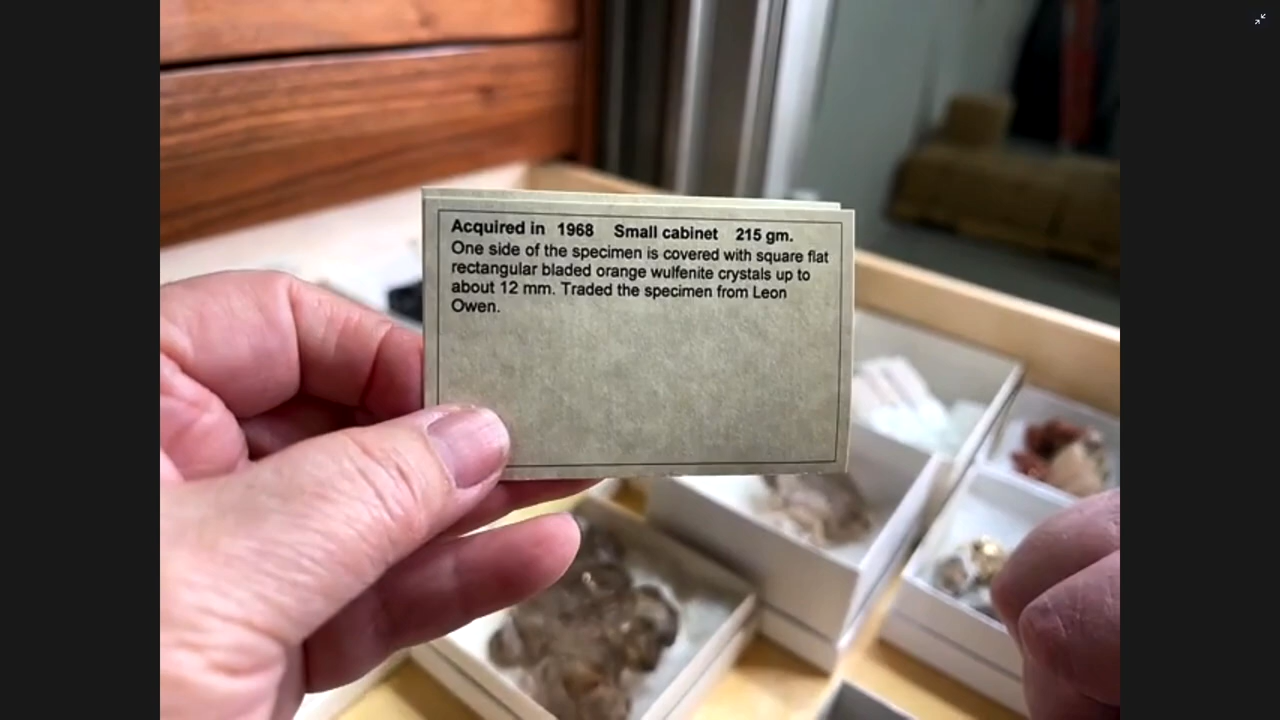 Acquired in 1968 Small cabinet 215 gm.
One side of the specimen is covered with square flat
rectangular bladed orange wulfenite crystals up to
about 12 mm. Traded the specimen from Leon
Owen.